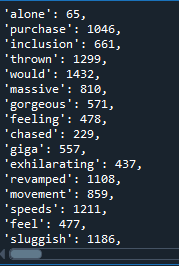 'alone': 65,
'purchase': 1046,
'inclusion': 661,
'thrown': 1299,
'would': 1432,
'massive': 810,
'gorgeous': 571,
'feeling': 478,
'chased': 229,
'giga': 557,
'exhilarating': 437,
'revamped': 1108,
'movement': 859,
'speeds': 1211,
'feel': 477,
'sluggish': 1186,